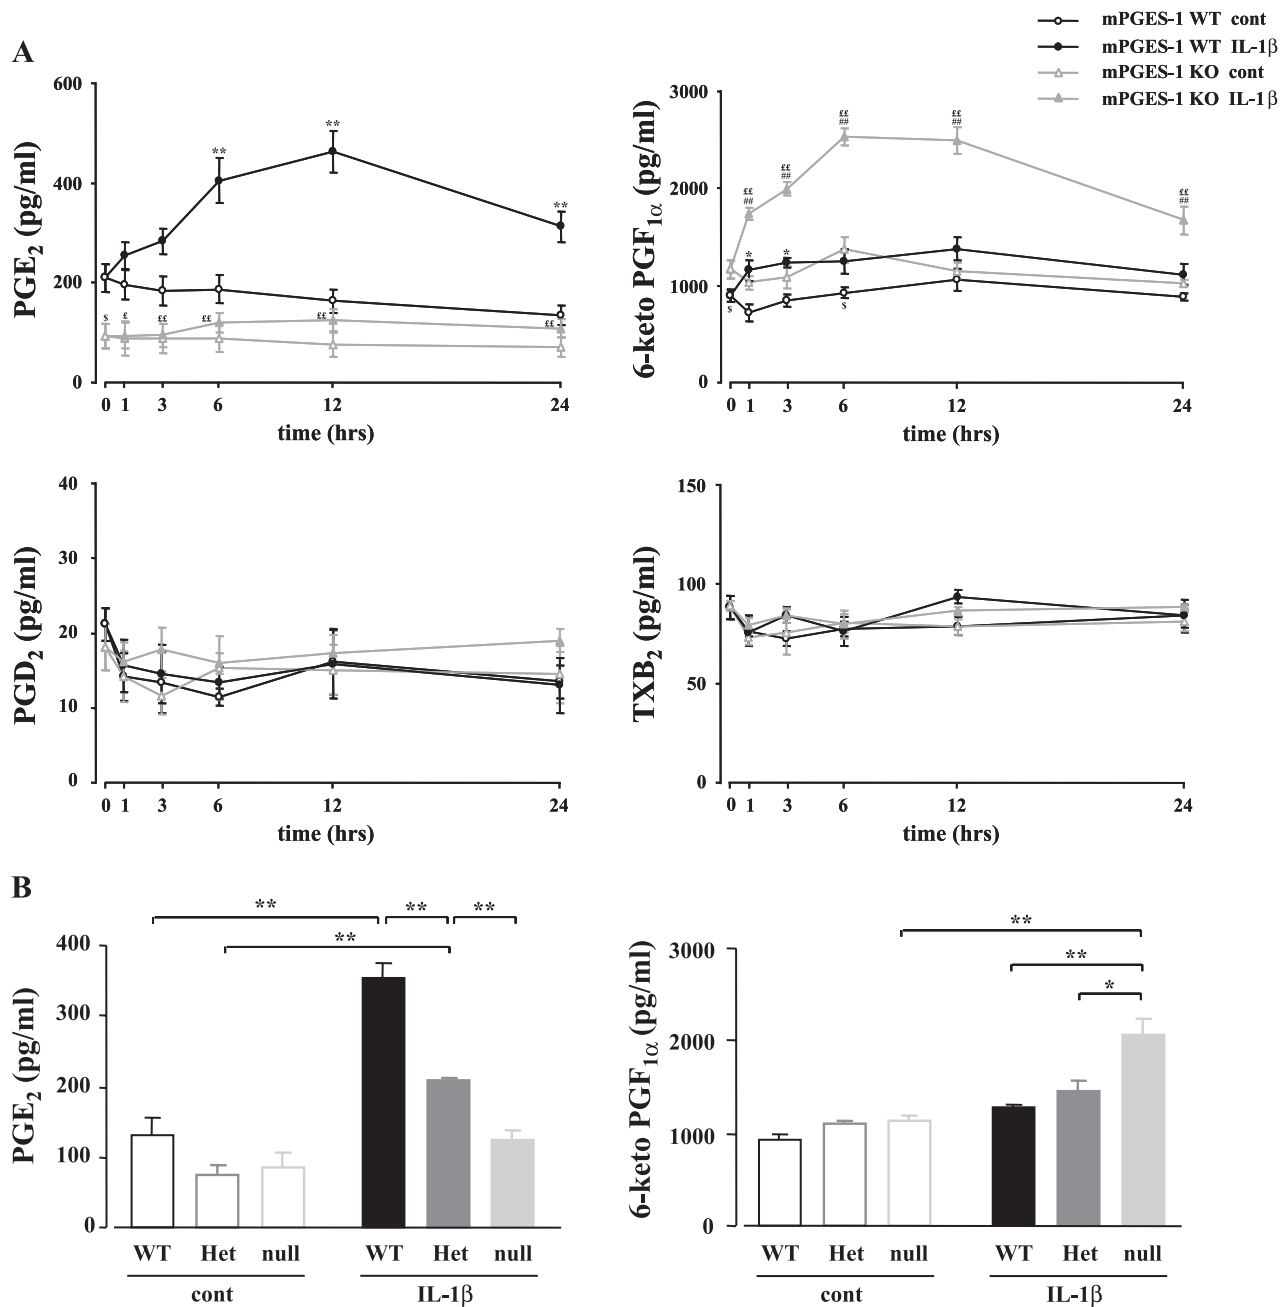 mPGES-1 WT cont
mPGES-1 WT IL-1β
mPGES-1 KO cont
mPGES-1 KO IL-1β
A
PGE2 (pg/ml)
600
400
200
0
** ** **
$ £ ££ ££ ££ ££
0 1 3 6 12 24
time (hrs)
6-keto PGF1α (pg/ml)
3000
2000
1000
0
££ ££ ££ ££ ££
## ## ## ## ##
* *
$ $
0 1 3 6 12 24
time (hrs)
PGD2 (pg/ml)
40
30
20
10
0
0 1 3 6 12 24
time (hrs)
TXB2 (pg/ml)
150
100
50
0
0 1 3 6 12 24
time (hrs)
B
PGE2 (pg/ml)
400
300
200
100
0
** ** **
**
WT Het null WT Het null
cont IL-1β
6-keto PGF1α (pg/ml)
3000
2000
1000
0
**
**
*
WT Het null WT Het null
cont IL-1β